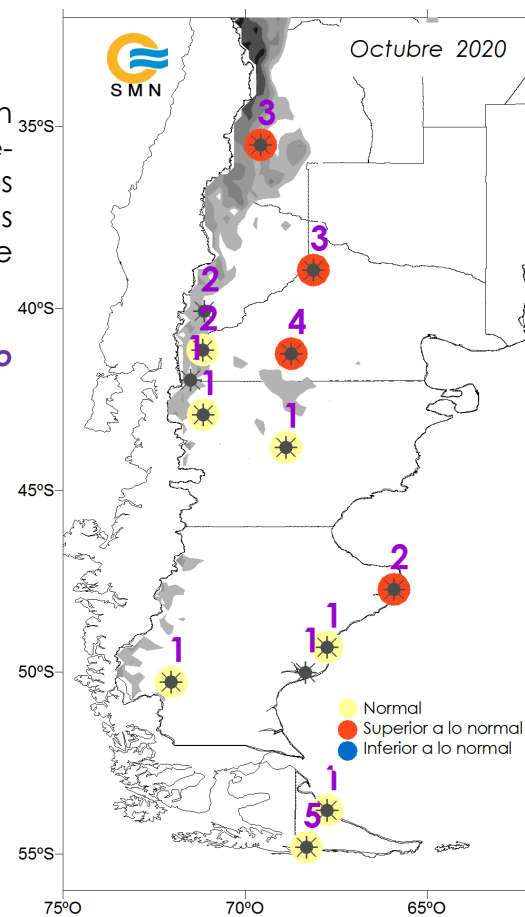 SMN
Octubre 2020
n
e-
s
s
e
o
35°S
40°S
45°S
50°S
55°S
3
3
2
2
4
1
1
1
2
1
1
1
1
5
Normal
Superior a lo normal
Inferior a lo normal
75°O
70°O
65°O